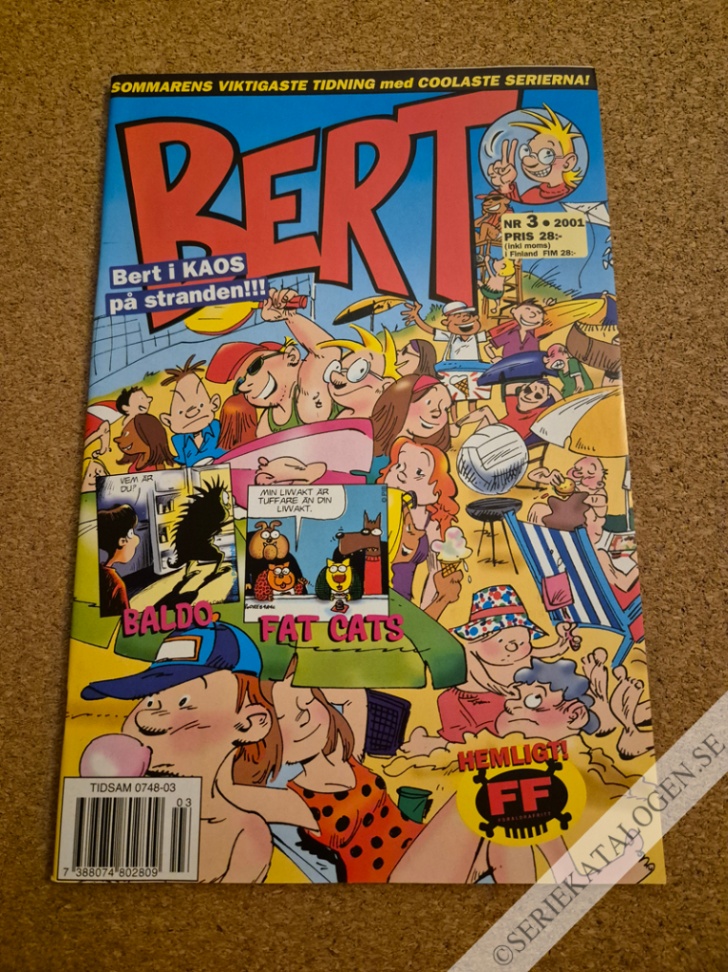 SOMMARENS VIKTIGASTE TIDNING med COOLASTE SERIERNA!
BERT
NR 3 • 2001
PRIS 28:-
(inkl moms)
i Finland FIM 28:-
Bert i KAOS
på stranden!!!
VEM ÄR
DU?
MIN LIVVAKT ÄR
TUFFARE ÄN DIN
LIVVAKT.
BALDO
FAT CATS
HEMLIGT!
FF
TIDSAM 0748-03
03
7 388074 802809
©SERIEKATALOGEN.SE